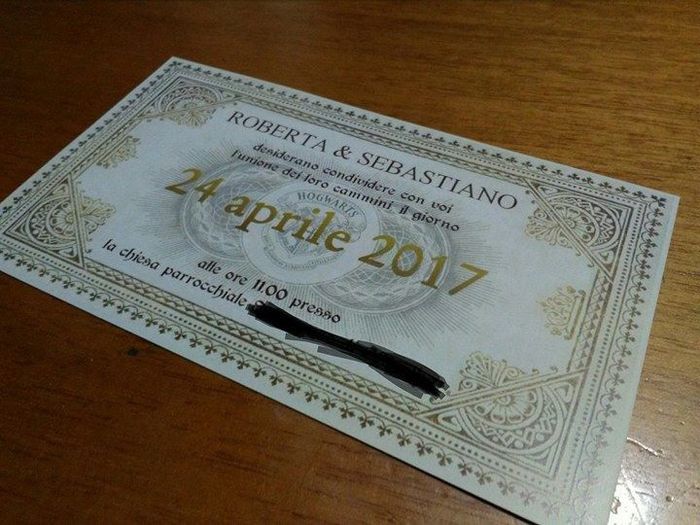 ROBERTA & SEBASTIANO
desiderano condividere con voi
l'unione dei loro cammini, il giorno
24 aprile 2017
HOGWARTS
alle ore 11.00 presso
la chiesa parrocchiale